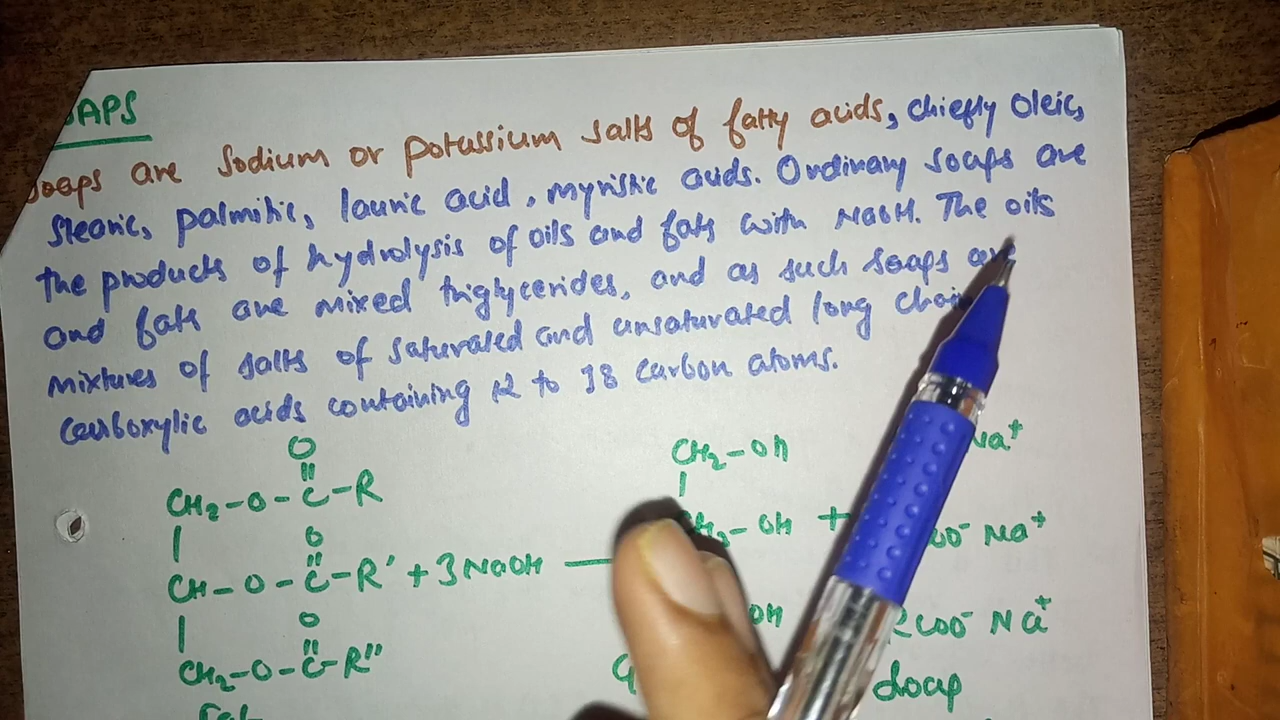 SOAPS
Soaps are Sodium or potassium salts of fatty acids, chiefly Oleic,
Stearic, palmitic, lauric acid, myristic acids. Ordinary soaps are
the products of hydrolysis of oils and fats with NaOH. The oils
and fats are mixed triglycerides, and as such soaps are
mixtures of salts of saturated and unsaturated long chain
carboxylic acids containing 12 to 18 carbon atoms.
O
CH2-O-C-R
CH2-OH
Na+
O
CH-O-C-R' + 3NaOH
-OH +
COO- Na+
O
CH2-O-C-R"
OH
RCOO- Na+
Soap